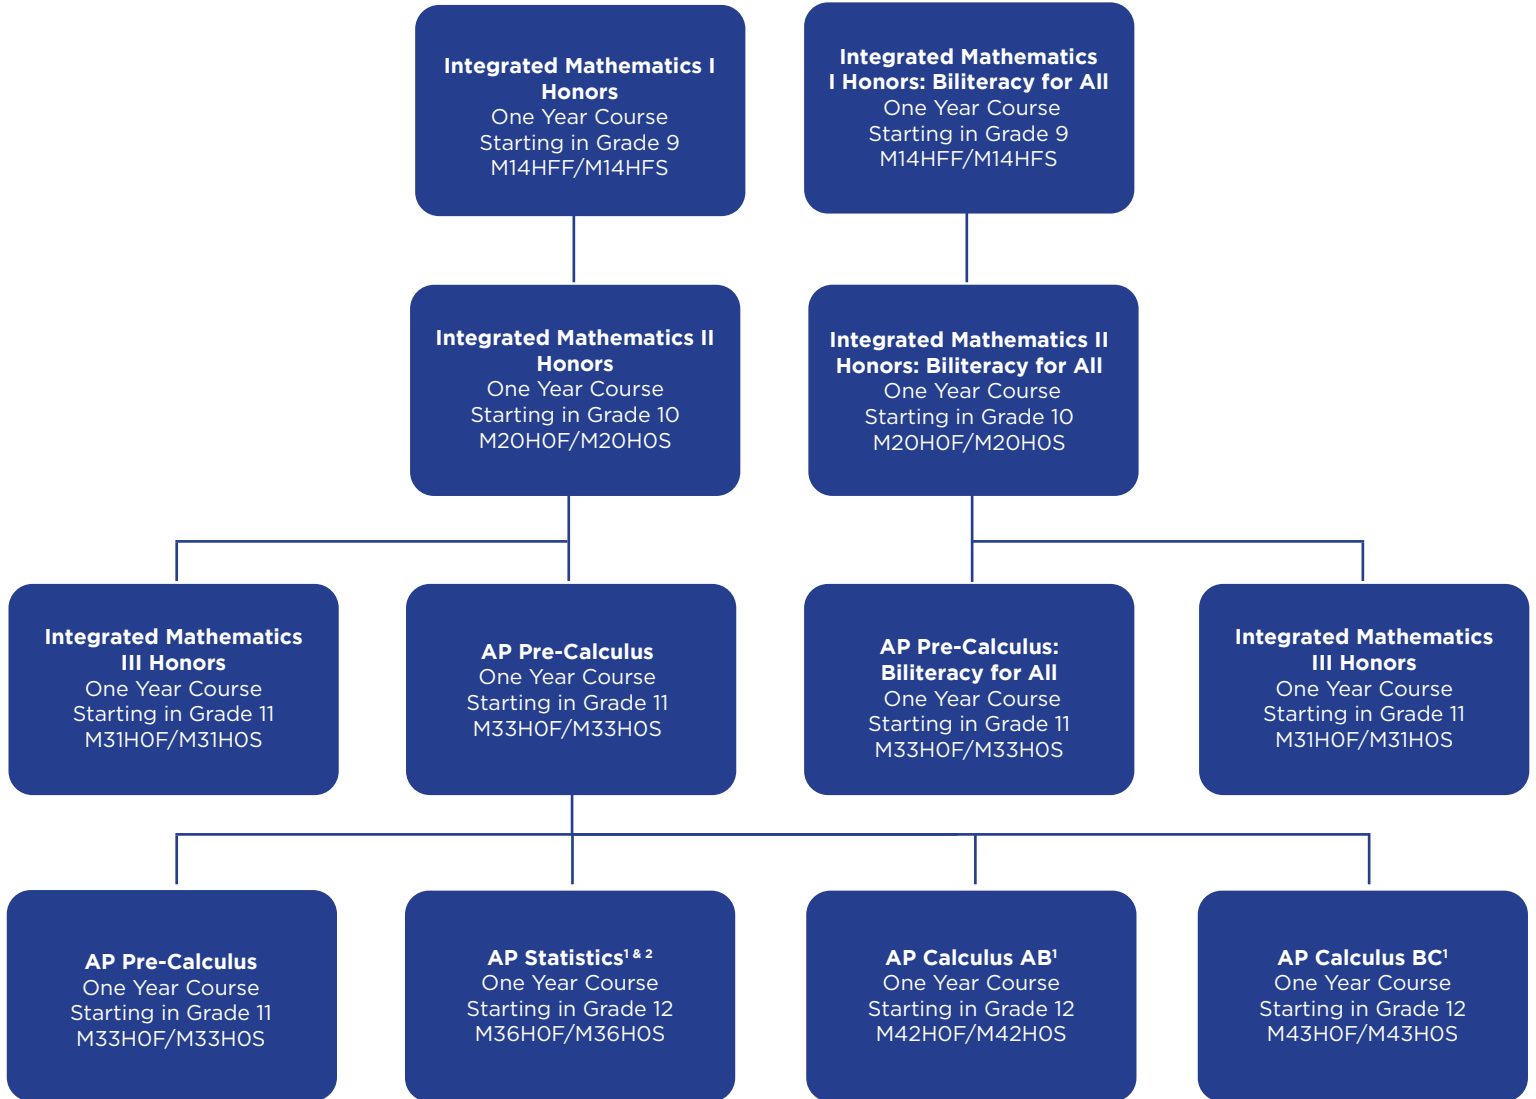 Integrated Mathematics I
Honors
One Year Course
Starting in Grade 9
M14HFF/M14HFS
Integrated Mathematics
I Honors: Biliteracy for All
One Year Course
Starting in Grade 9
M14HFF/M14HFS
Integrated Mathematics II
Honors
One Year Course
Starting in Grade 10
M20H0F/M20H0S
Integrated Mathematics II
Honors: Biliteracy for All
One Year Course
Starting in Grade 10
M20H0F/M20H0S
Integrated Mathematics
III Honors
One Year Course
Starting in Grade 11
M31H0F/M31H0S
AP Pre-Calculus
One Year Course
Starting in Grade 11
M33H0F/M33H0S
AP Pre-Calculus:
Biliteracy for All
One Year Course
Starting in Grade 11
M33H0F/M33H0S
Integrated Mathematics
III Honors
One Year Course
Starting in Grade 11
M31H0F/M31H0S
AP Pre-Calculus
One Year Course
Starting in Grade 11
M33H0F/M33H0S
AP Statistics¹ & ²
One Year Course
Starting in Grade 12
M36H0F/M36H0S
AP Calculus AB¹
One Year Course
Starting in Grade 12
M42H0F/M42H0S
AP Calculus BC¹
One Year Course
Starting in Grade 12
M43H0F/M43H0S